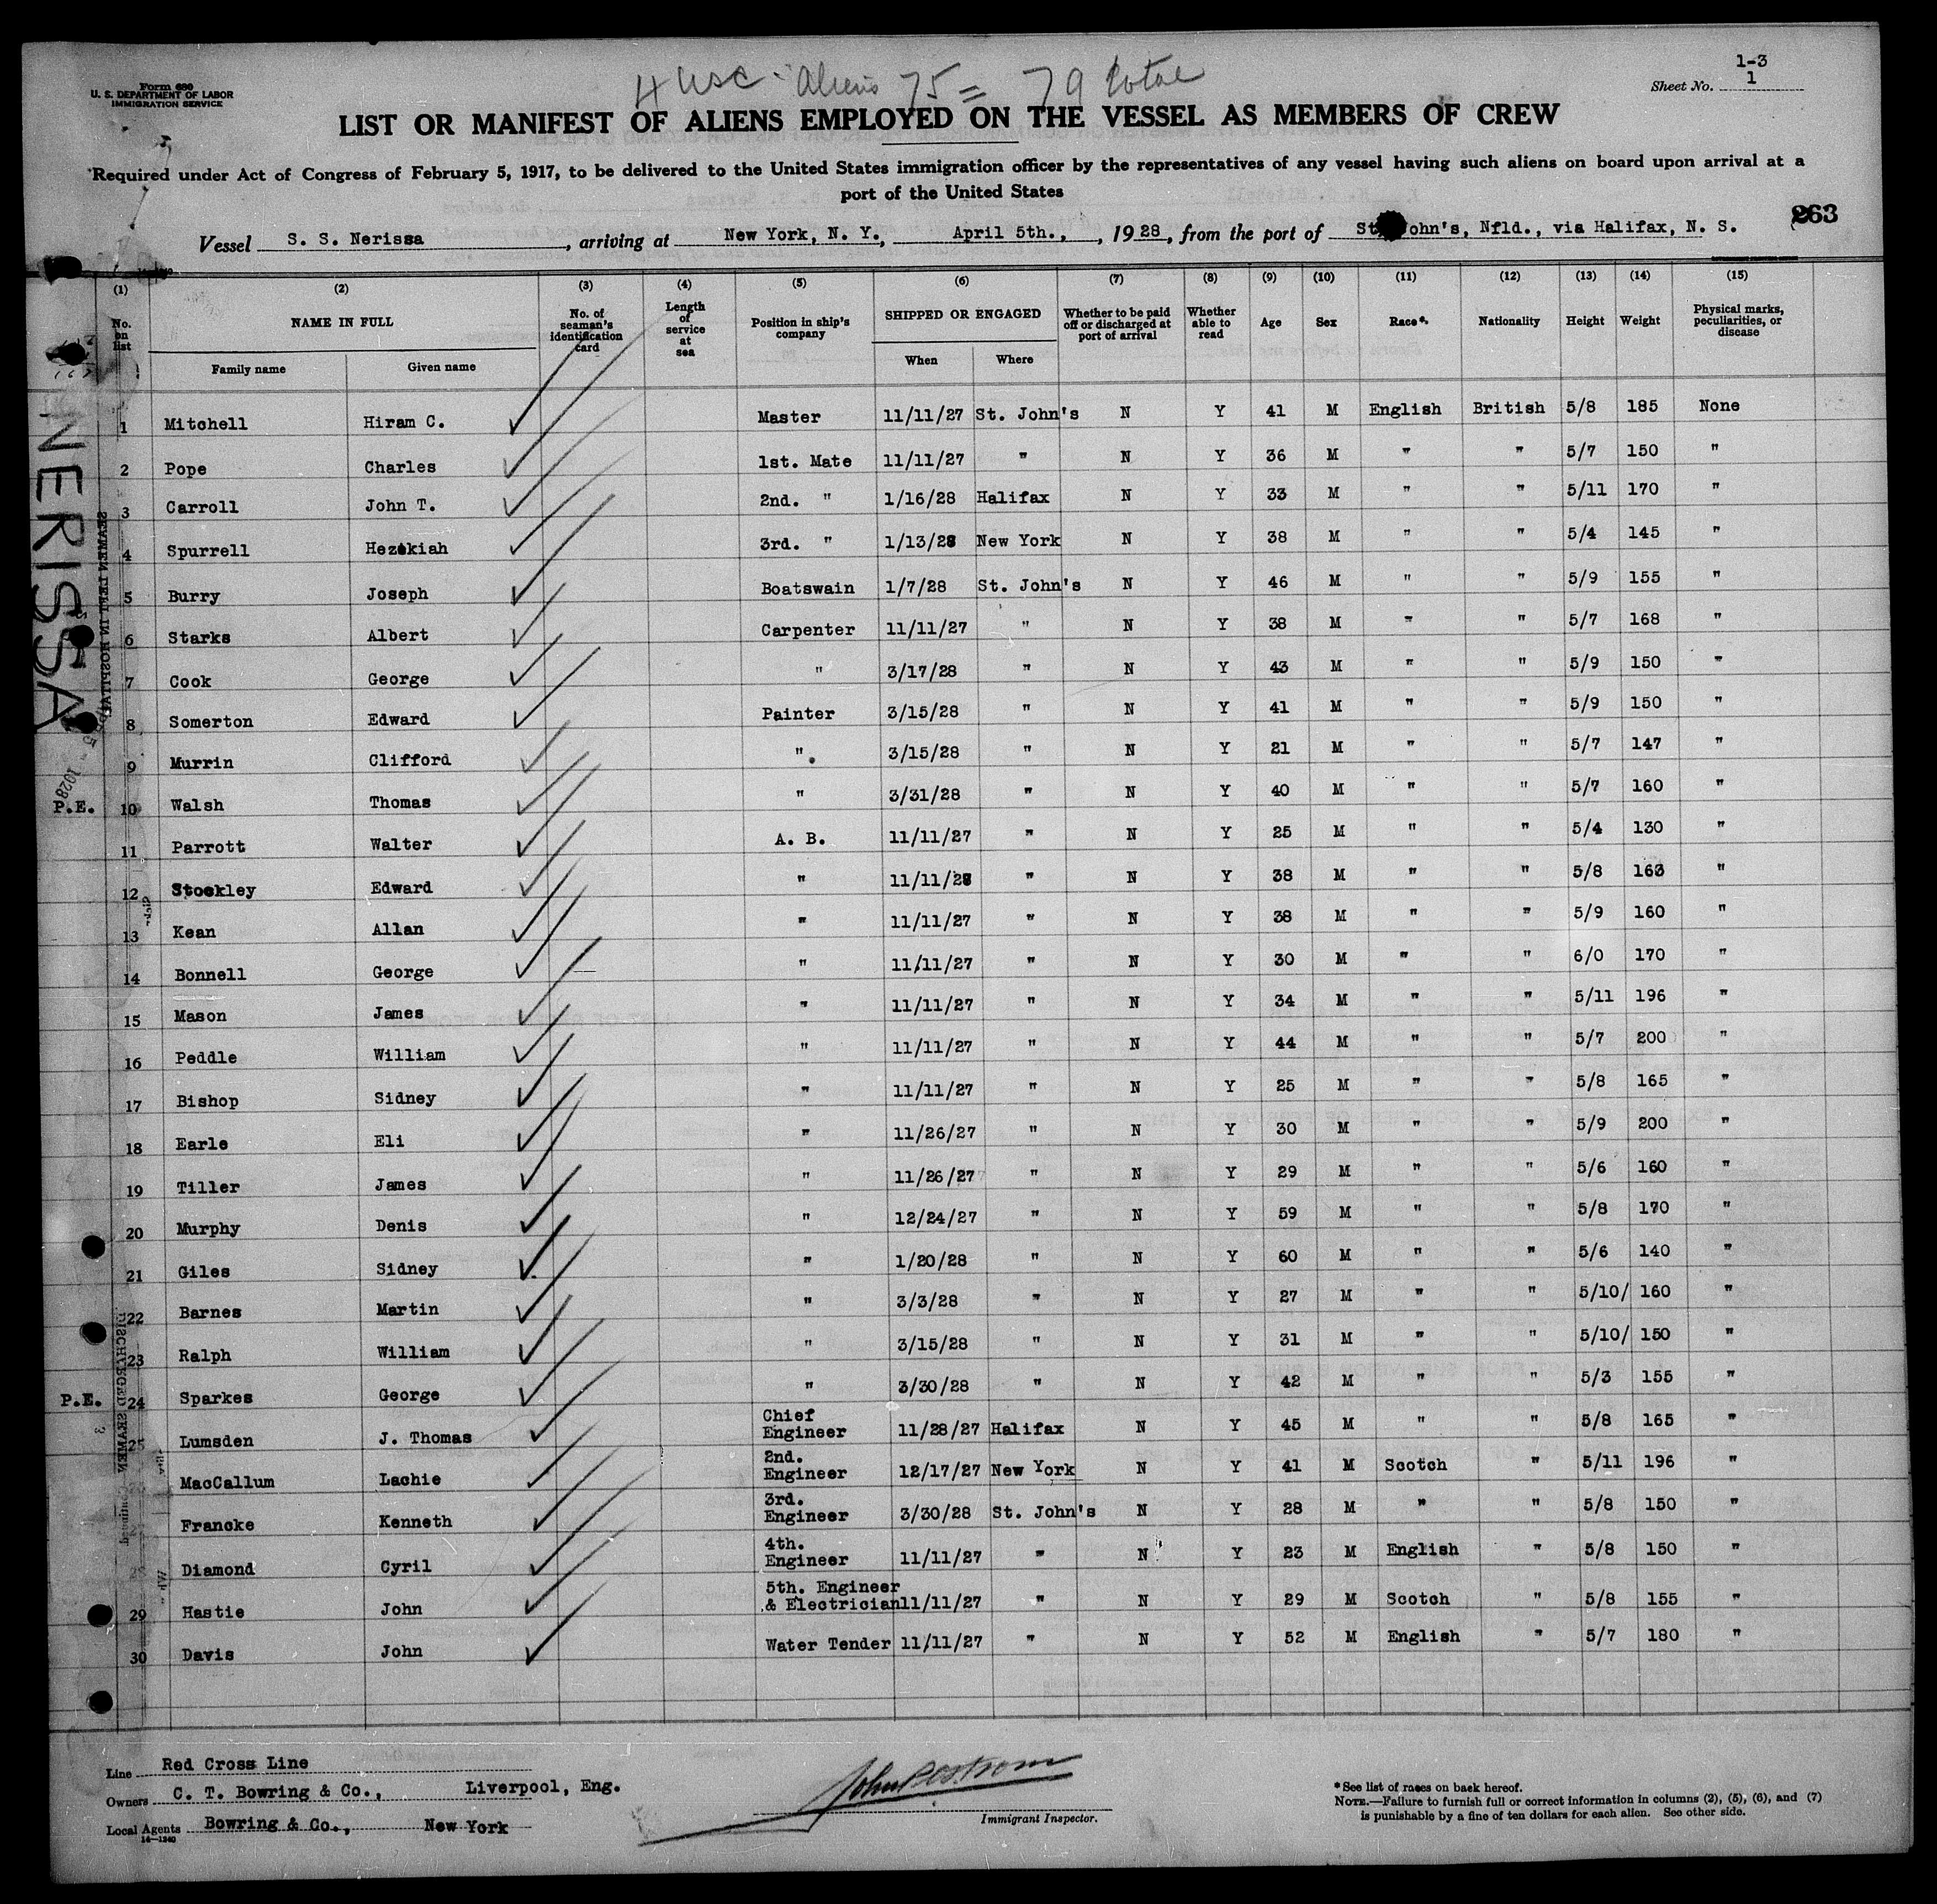 4 USC - Aliens 75 = 79 total
Form 680
U. S. DEPARTMENT OF LABOR
IMMIGRATION SERVICE
1-3
Sheet No. 1
LIST OR MANIFEST OF ALIENS EMPLOYED ON THE VESSEL AS MEMBERS OF CREW
Required under Act of Congress of February 5, 1917, to be delivered to the United States immigration officer by the representatives of any vessel having such aliens on board upon arrival at a
port of the United States
263
Vessel S. S. Nerissa, arriving at New York, N. Y., April 5th., , 1928, from the port of St. John's, Nfld., via Halifax, N. S.
(1) (2) (3) (4) (5) (6) (7) (8) (9) (10) (11) (12) (13) (14) (15)
No. on list NAME IN FULL No. of seaman's identification card Length of service at sea Position in ship's company SHIPPED OR ENGAGED Whether to be paid off or discharged at port of arrival Whether able to read Age Sex Race*. Nationality Height Weight Physical marks, peculiarities, or disease
Family name Given name When Where
1 Mitchell Hiram C. Master 11/11/27 St. John's N Y 41 M English British 5/8 185 None
2 Pope Charles 1st. Mate 11/11/27 " N Y 36 M " " 5/7 150 "
3 Carroll John T. 2nd. " 1/16/28 Halifax N Y 33 M " " 5/11 170 "
4 Spurrell Hezekiah 3rd. " 1/13/28 New York N Y 38 M " " 5/4 145 "
5 Burry Joseph Boatswain 1/7/28 St. John's N Y 46 M " " 5/9 155 "
6 Starks Albert Carpenter 11/11/27 " N Y 38 M " " 5/7 168 "
7 Cook George " 3/17/28 " N Y 43 M " " 5/9 150 "
8 Somerton Edward Painter 3/15/28 " N Y 41 M " " 5/9 150 "
9 Murrin Clifford " 3/15/28 " N Y 21 M " " 5/7 147 "
P.E. 10 Walsh Thomas " 3/31/28 " N Y 40 M " " 5/7 160 "
11 Parrott Walter A. B. 11/11/27 " N Y 25 M " " 5/4 130 "
12 Stockley Edward " 11/11/28 " N Y 38 M " " 5/8 163 "
13 Kean Allan " 11/11/27 " N Y 38 M " " 5/9 160 "
14 Bonnell George " 11/11/27 " N Y 30 M " " 6/0 170 "
15 Mason James " 11/11/27 " N Y 34 M " " 5/11 196 "
16 Peddle William " 11/11/27 " N Y 44 M " " 5/7 200 "
17 Bishop Sidney " 11/11/27 " N Y 25 M " " 5/8 165 "
18 Earle Eli " 11/26/27 " N Y 30 M " " 5/9 200 "
19 Tiller James " 11/26/27 " N Y 29 M " " 5/6 160 "
20 Murphy Denis " 12/24/27 " N Y 59 M " " 5/8 170 "
21 Giles Sidney " 1/20/28 " N Y 60 M " " 5/6 140 "
22 Barnes Martin " 3/3/28 " N Y 27 M " " 5/10/ 160 "
23 Ralph William " 3/15/28 " N Y 31 M " " 5/10/ 150 "
P.E. 24 Sparkes George " 3/30/28 " N Y 42 M " " 5/3 155 "
25 Lumsden J. Thomas Chief Engineer 11/28/27 Halifax N Y 45 M " " 5/8 165 "
MacCallum Lachie 2nd. Engineer 12/17/27 New York N Y 41 M Scotch " 5/11 196 "
Francke Kenneth 3rd. Engineer 3/30/28 St. John's N Y 28 M " " 5/8 150 "
Diamond Cyril 4th. Engineer 11/11/27 " N Y 23 M English " 5/8 150 "
29 Hastie John 5th. Engineer & Electrician 11/11/27 " N Y 29 M Scotch " 5/8 155 "
30 Davis John Water Tender 11/11/27 " N Y 52 M English " 5/7 180 "
NERISSA
SEAMEN LEFT IN HOSPITAL
DISCHARGED SEAMEN
Line Red Cross Line
Owners C. T. Bowring & Co., Liverpool, Eng.
Local Agents Bowring & Co., New York
14-1240
Immigrant Inspector.
*See list of races on back hereof.
NOTE.—Failure to furnish full or correct information in columns (2), (5), (6), and (7)
is punishable by a fine of ten dollars for each alien. See other side.